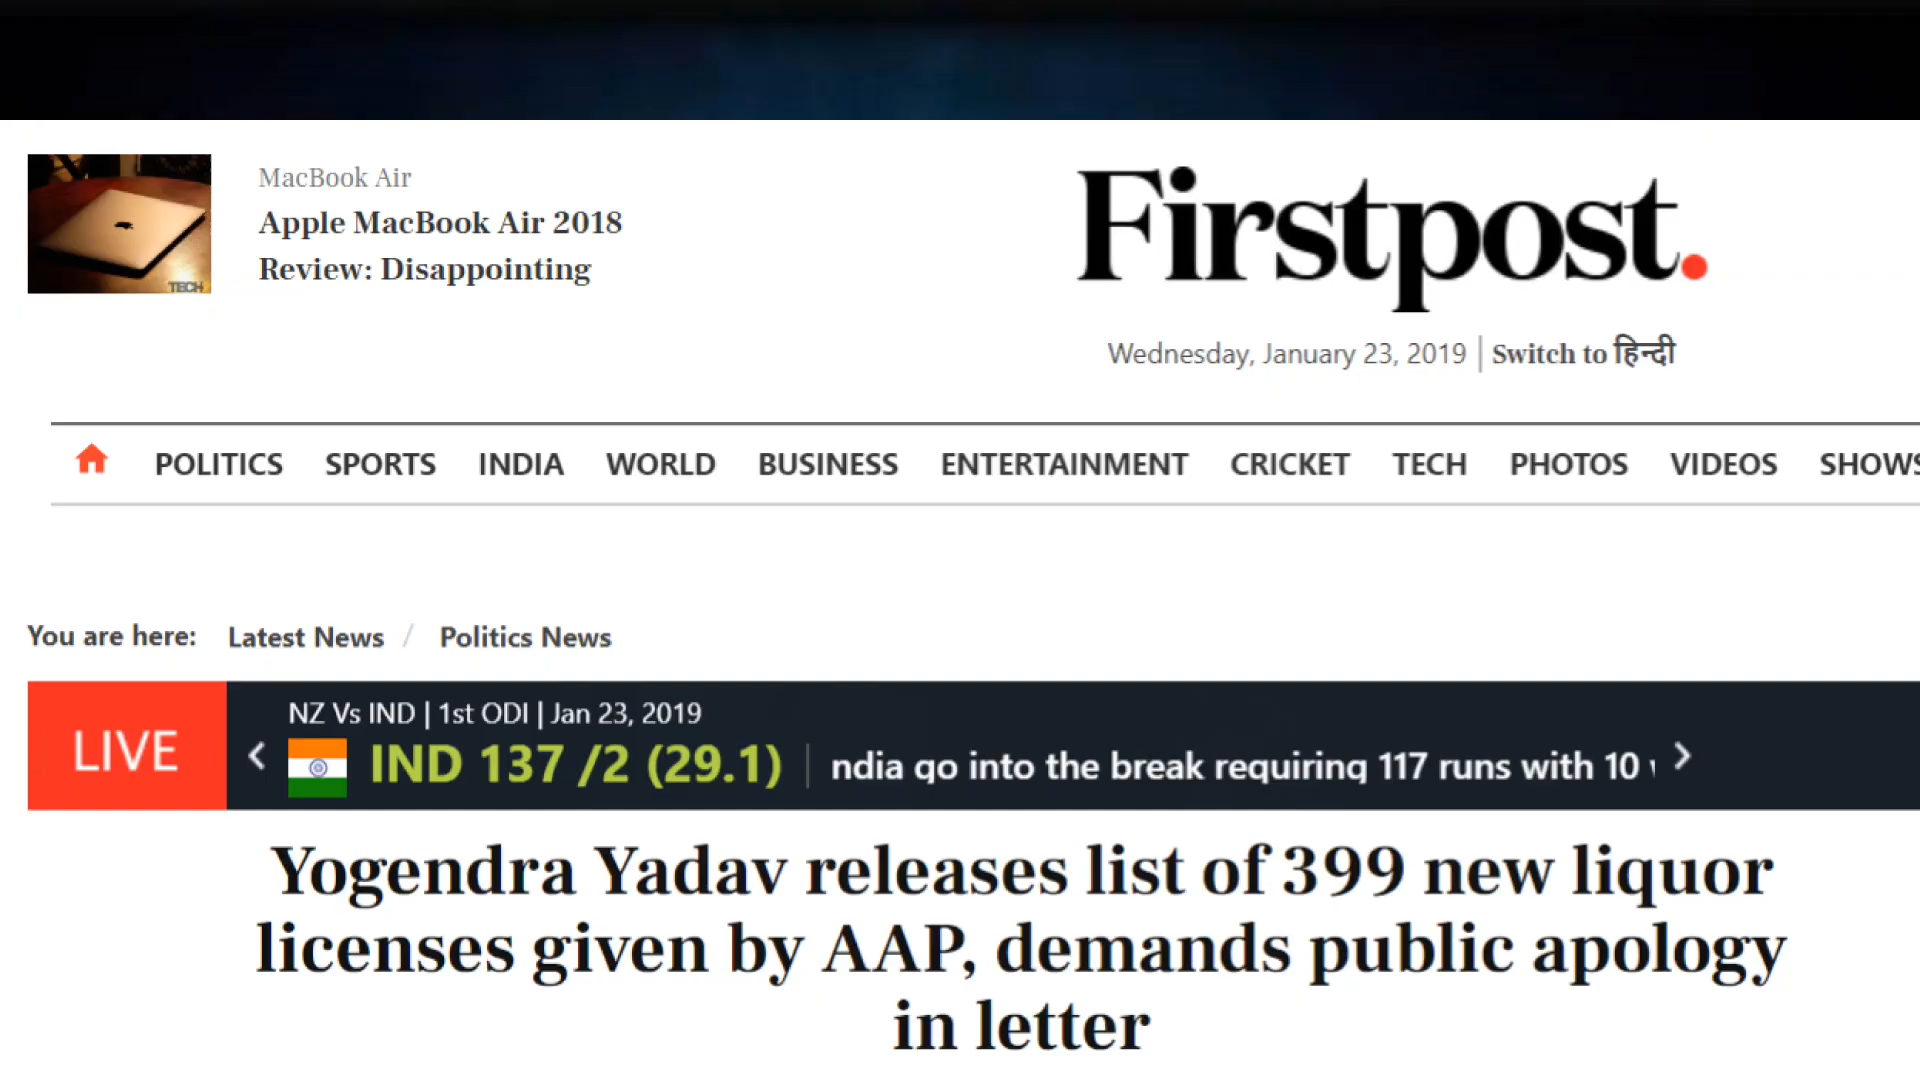 MacBook Air
Apple MacBook Air 2018
Review: Disappointing
TECH
Firstpost.
Wednesday, January 23, 2019 | Switch to हिन्दी
POLITICS SPORTS INDIA WORLD BUSINESS ENTERTAINMENT CRICKET TECH PHOTOS VIDEOS SHOWS
You are here: Latest News / Politics News
LIVE
NZ Vs IND | 1st ODI | Jan 23, 2019
IND 137 /2 (29.1)
ndia go into the break requiring 117 runs with 10
Yogendra Yadav releases list of 399 new liquor
licenses given by AAP, demands public apology
in letter